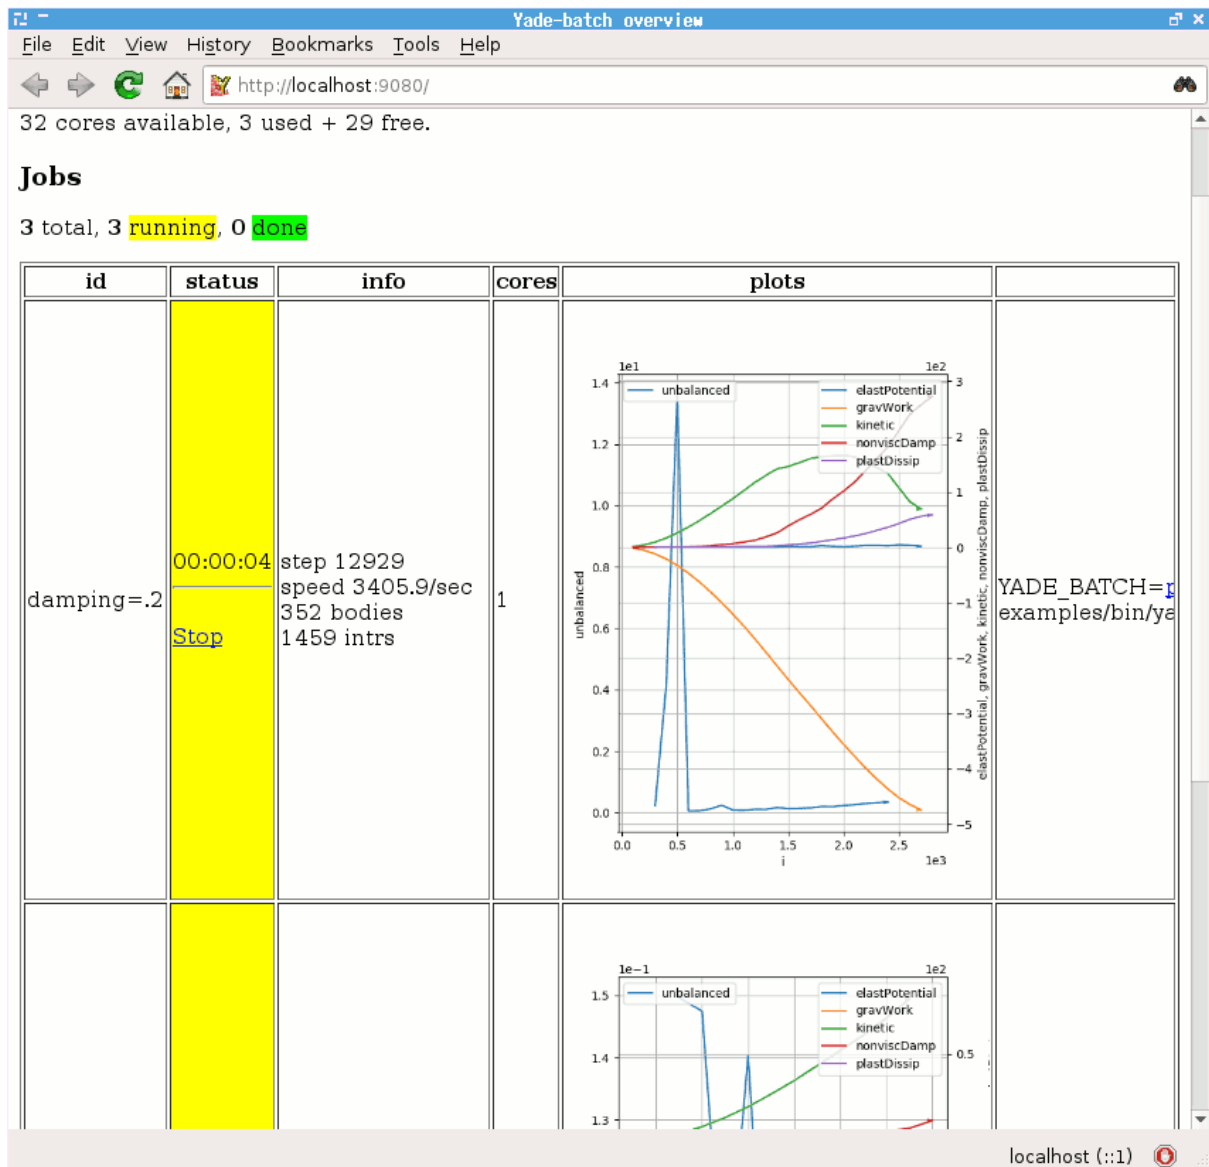 Yade-batch overview
File Edit View History Bookmarks Tools Help
http://localhost:9080/
32 cores available, 3 used + 29 free.
Jobs
3 total, 3 running, 0 done
id status info cores plots
damping=.2
00:00:04
Stop
step 12929
speed 3405.9/sec
352 bodies
1459 intrs
1
1e1 1e2
unbalanced
elastPotential
gravWork
kinetic
nonviscDamp
plastDissip
1.4
1.2
1.0
0.8
0.6
0.4
0.2
0.0
unbalanced
3
2
1
0
−1
−2
−3
−4
−5
elastPotential, gravWork, kinetic, nonviscDamp, plastDissip
0.0 0.5 1.0 1.5 2.0 2.5
i 1e3
YADE_BATCH=p
examples/bin/ya
1e−1 1e2
unbalanced
elastPotential
gravWork
kinetic
nonviscDamp
plastDissip
1.5
1.4
1.3
0.5
localhost (::1)